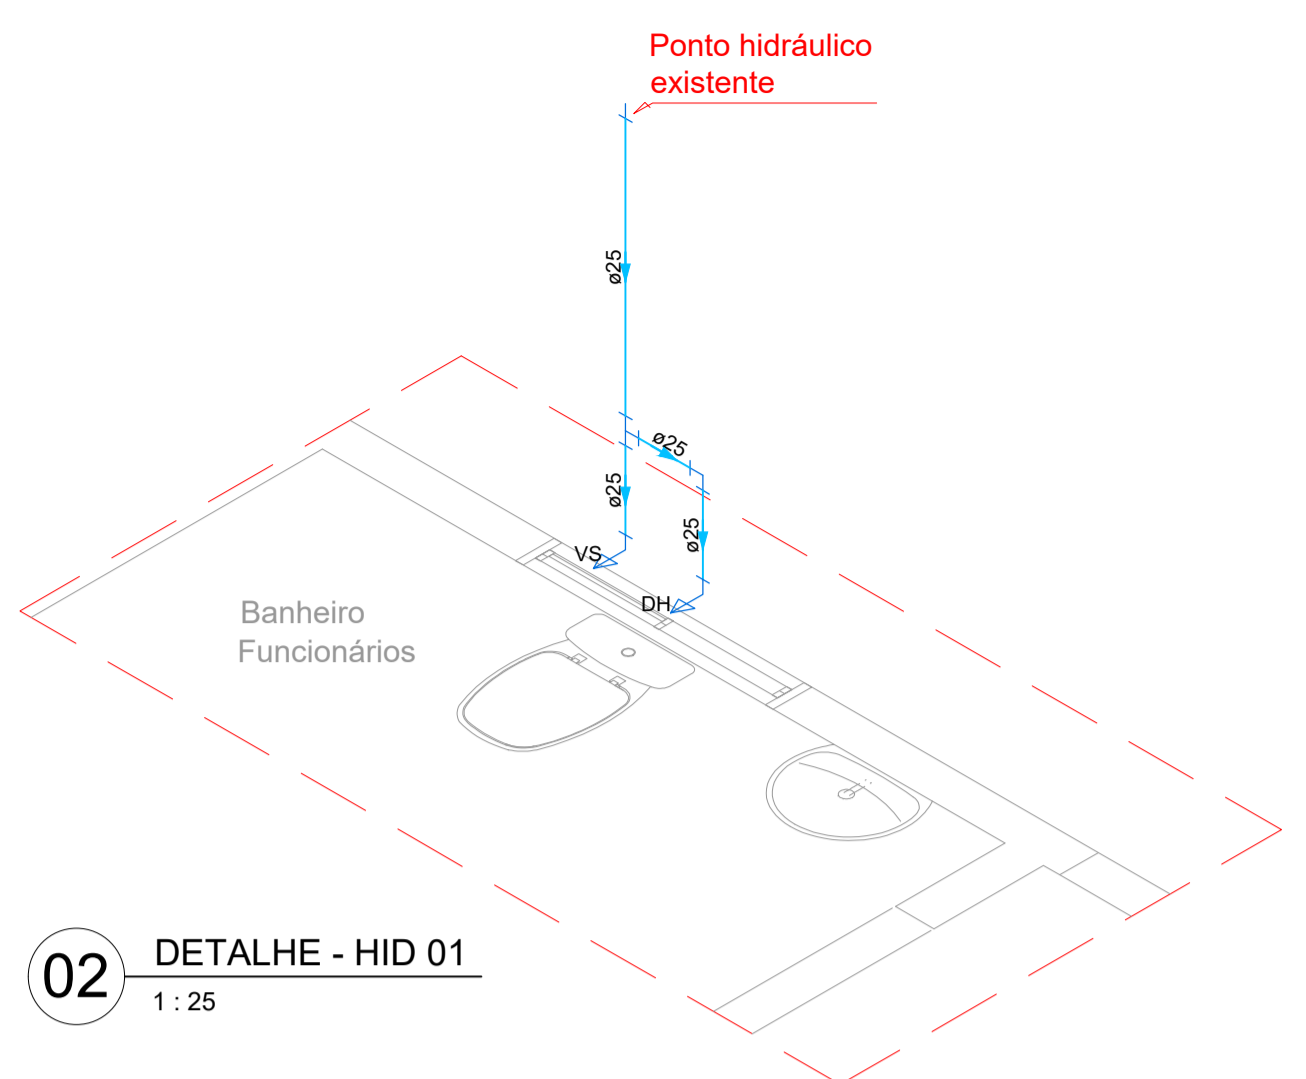 Ponto hidráulico
existente
ø25
ø25
ø25
ø25
VS
DH
Banheiro
Funcionários
02
DETALHE - HID 01
1 : 25